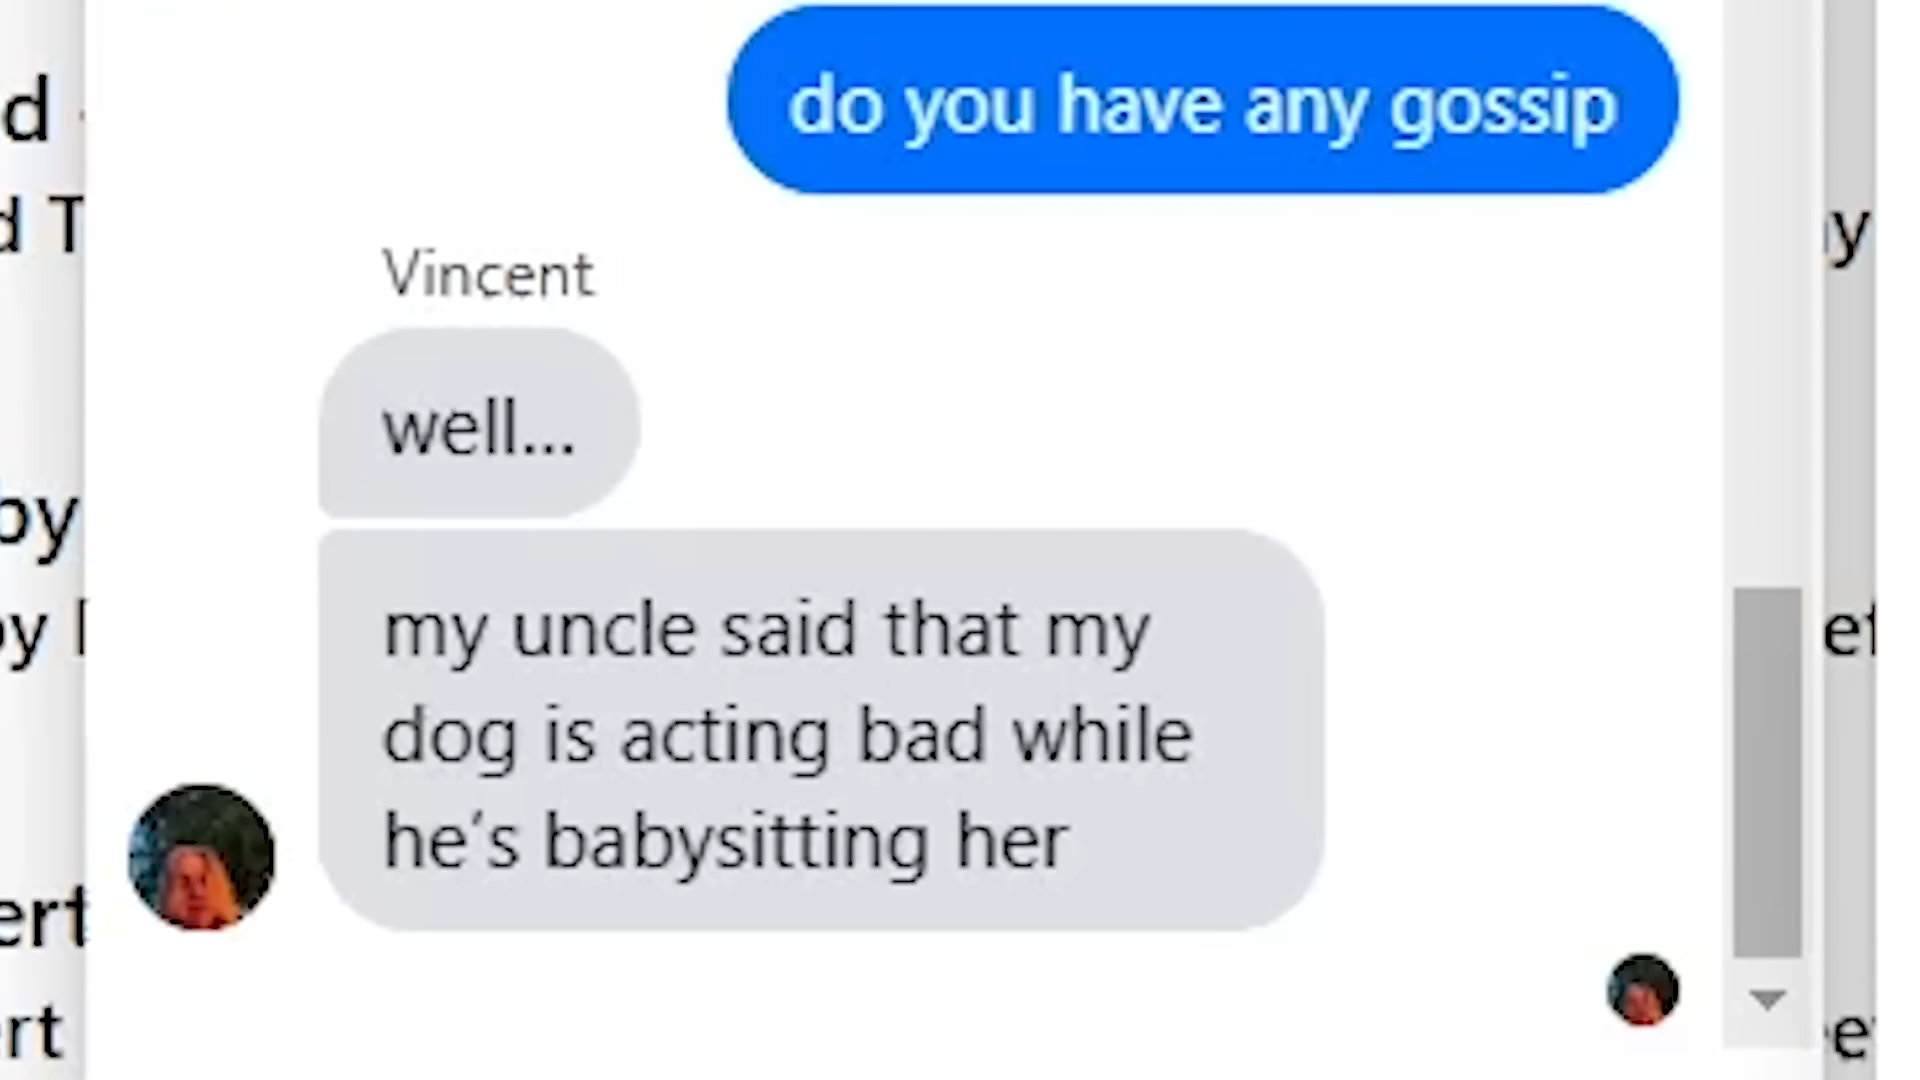 do you have any gossip
Vincent
well...
my uncle said that my
dog is acting bad while
he's babysitting her